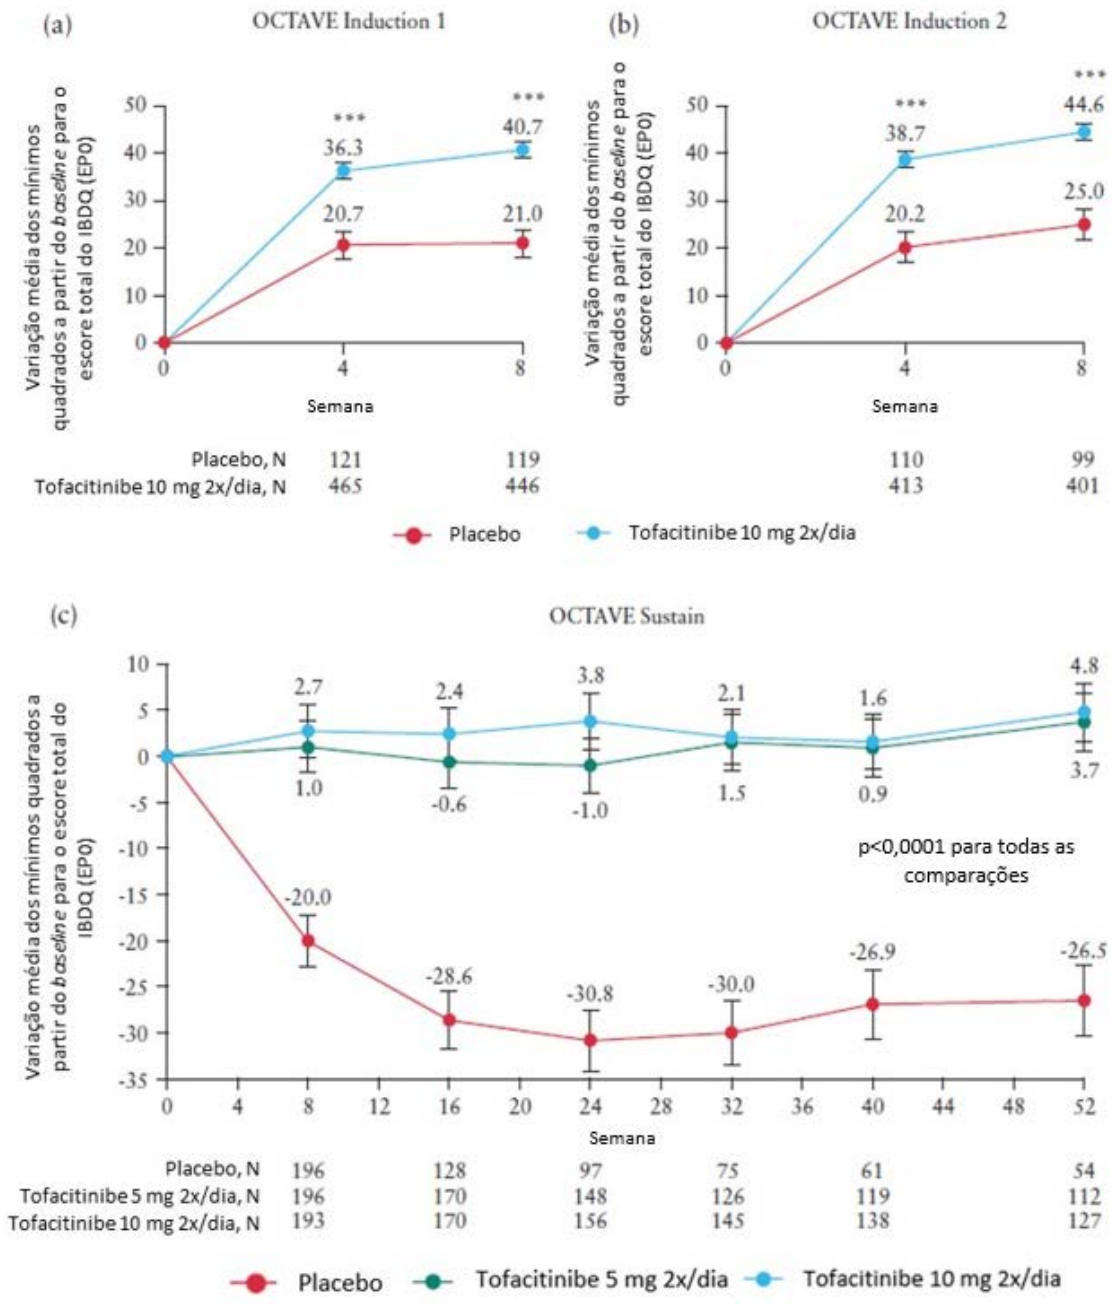 (a) OCTAVE Induction 1
Variação média dos mínimos
quadrados a partir do baseline para o
escore total do IBDQ (EP0)
50
40
30
20
10
0
***
***
36.3
40.7
20.7
21.0
0 4 8
Semana
(b) OCTAVE Induction 2
Variação média dos mínimos
quadrados a partir do baseline para o
escore total do IBDQ (EP0)
50
40
30
20
10
0
***
***
38.7
44.6
20.2
25.0
0 4 8
Semana
Placebo, N 121 119 110 99
Tofacitinibe 10 mg 2x/dia, N 465 446 413 401
Placebo Tofacitinibe 10 mg 2x/dia
(c) OCTAVE Sustain
Variação média dos mínimos quadrados a
partir do baseline para o escore total do
IBDQ (EP0)
10
5
0
-5
-10
-15
-20
-25
-30
-35
2.7 2.4 3.8 2.1 1.6 4.8
1.0 -0.6 -1.0 1.5 0.9 3.7
p<0,0001 para todas as
comparações
-20.0 -28.6 -30.8 -30.0 -26.9 -26.5
0 4 8 12 16 20 24 28 32 36 40 44 48 52
Semana
Placebo, N 196 128 97 75 61 54
Tofacitinibe 5 mg 2x/dia, N 196 170 148 126 119 112
Tofacitinibe 10 mg 2x/dia, N 193 170 156 145 138 127
Placebo Tofacitinibe 5 mg 2x/dia Tofacitinibe 10 mg 2x/dia